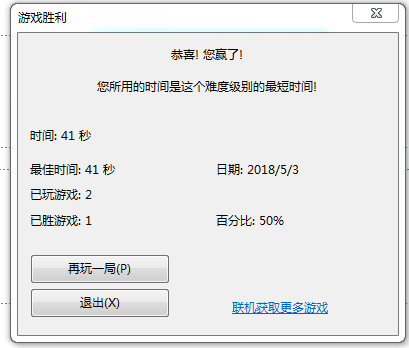 游戏胜利
恭喜! 您赢了!
您所用的时间是这个难度级别的最短时间!
时间: 41 秒
最佳时间: 41 秒 日期: 2018/5/3
已玩游戏: 2
已胜游戏: 1 百分比: 50%
再玩一局(P)
退出(X) 联机获取更多游戏